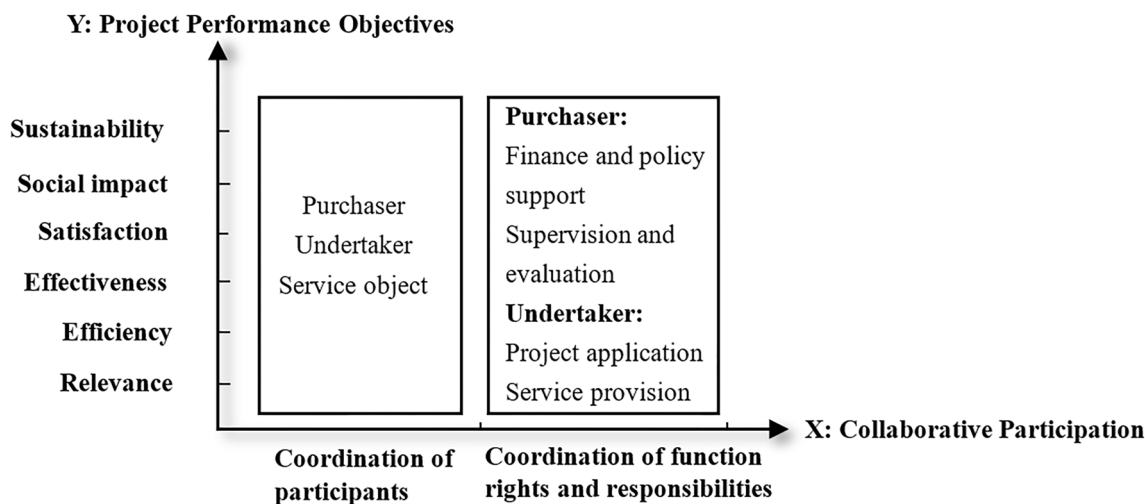 Y: Project Performance Objectives
Sustainability
Social impact
Satisfaction
Effectiveness
Efficiency
Relevance
Purchaser
Undertaker
Service object
Purchaser:
Finance and policy
support
Supervision and
evaluation
Undertaker:
Project application
Service provision
X: Collaborative Participation
Coordination of
participants
Coordination of function
rights and responsibilities